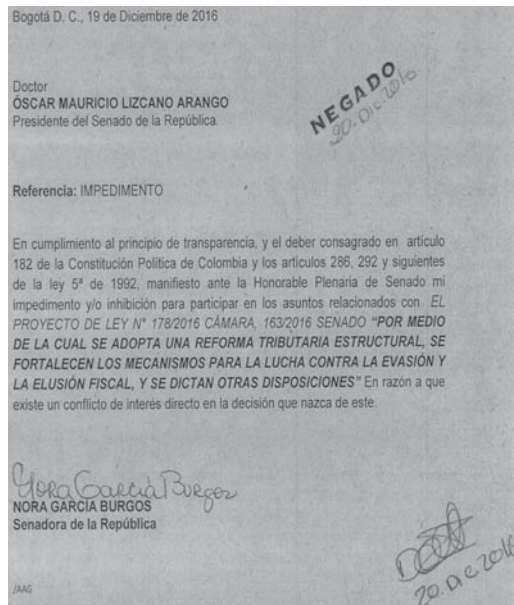 Bogotá D. C., 19 de Diciembre de 2016
NEGADO
20. Dic. 2016
Doctor
ÓSCAR MAURICIO LIZCANO ARANGO
Presidente del Senado de la República.
Referencia: IMPEDIMENTO
En cumplimiento al principio de transparencia, y el deber consagrado en artículo
182 de la Constitución Política de Colombia y los artículos 286, 292 y siguientes
de la ley 5ª de 1992, manifiesto ante la Honorable Plenaria de Senado mi
impedimento y/o inhibición para participar en los asuntos relacionados con EL
PROYECTO DE LEY N° 178/2016 CÁMARA, 163/2016 SENADO “POR MEDIO
DE LA CUAL SE ADOPTA UNA REFORMA TRIBUTARIA ESTRUCTURAL, SE
FORTALECEN LOS MECANISMOS PARA LA LUCHA CONTRA LA EVASIÓN Y
LA ELUSIÓN FISCAL, Y SE DICTAN OTRAS DISPOSICIONES” En razón a que
existe un conflicto de interés directo en la decisión que nazca de este.
Nora García Burgos
NORA GARCÍA BURGOS
Senadora de la República
20. Dic 2016
/AAG